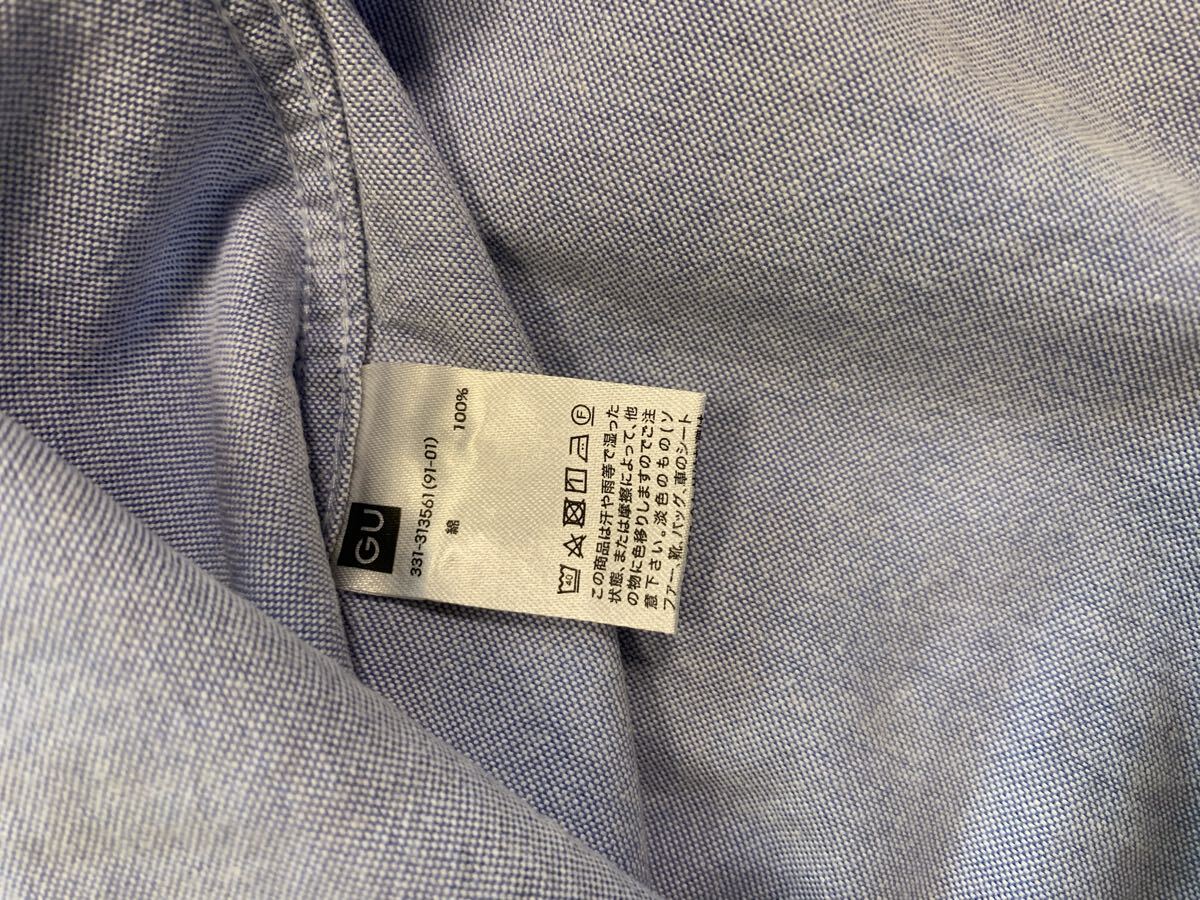 GU
331-313561(91-01)
綿 100%
40 F
この商品は汗や雨等で湿った
状態、または摩擦によって、他
の物に色移りしますのでご注
意下さい。淡色のもの(ソ
ファー、靴、バッグ、車のシート